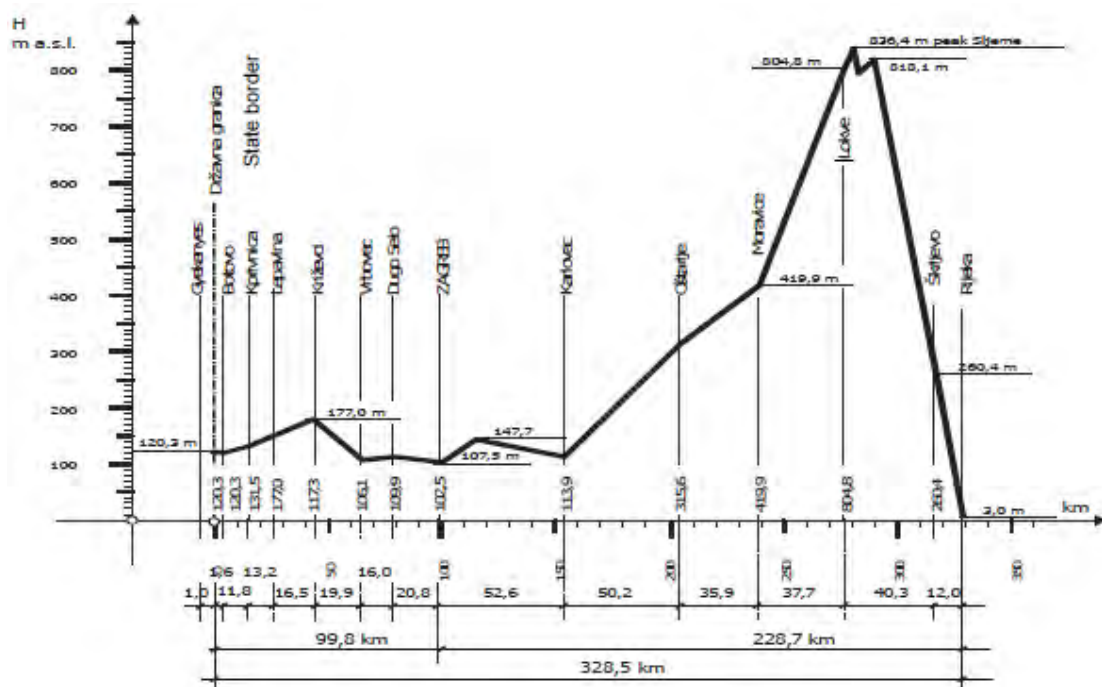 H
m a.s.l.
836,4 m peak Sljeme
804,8 m
818,1 m
800
700
600
500
400
300
200
100
State border
Državna granica
Gyekenyes
Botovo
Koprivnica
Lepavina
Križevci
Vrbovec
Dugo Selo
ZAGREB
Karlovac
Oštarije
Moravice
Lokve
Škrljevo
Rijeka
419,9 m
260,4 m
177,0 m
147,7
120,3 m
107,5 m
2,0 m
km
120,3
120,3
131,5
177,0
117,3
106,1
109,9
102,5
113,9
315,6
419,9
804,8
260,4
50
100
150
200
250
300
350
1,6
13,2
16,0
1,0
11,8
16,5
19,9
20,8
52,6
50,2
35,9
37,7
40,3
12,0
99,8 km
228,7 km
328,5 km